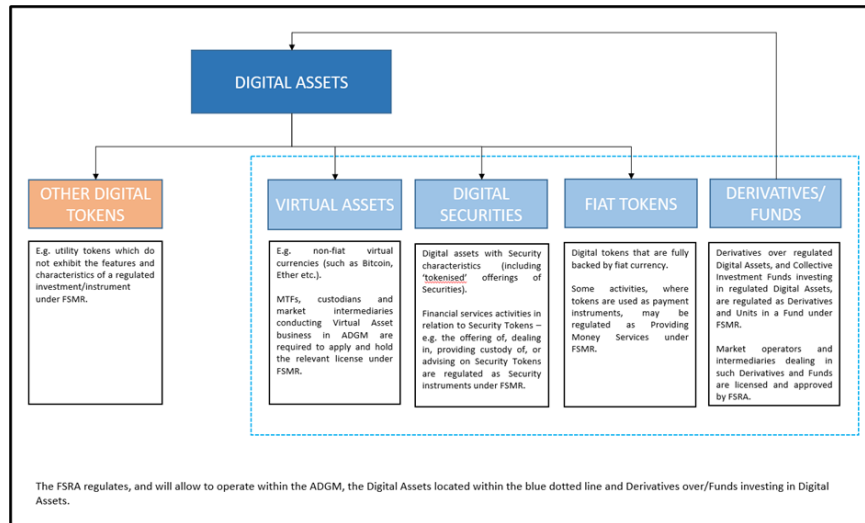 DIGITAL ASSETS
OTHER DIGITAL
TOKENS
E.g. utility tokens which do
not exhibit the features and
characteristics of a regulated
investment/instrument
under FSMR.
VIRTUAL ASSETS
E.g. non-fiat virtual
currencies (such as Bitcoin,
Ether etc.).
MTFs, custodians and
market intermediaries
conducting Virtual Asset
business in ADGM are
required to apply and hold
the relevant license under
FSMR.
DIGITAL
SECURITIES
Digital assets with Security
characteristics (including
'tokenised' offerings of
Securities).
Financial services activities in
relation to Security Tokens –
e.g. the offering of, dealing
in, providing custody of, or
advising on Security Tokens
are regulated as Security
instruments under FSMR.
FIAT TOKENS
Digital tokens that are fully
backed by fiat currency.
Some activities, where
tokens are used as payment
instruments, may be
regulated as Providing
Money Services under
FSMR.
DERIVATIVES/
FUNDS
Derivatives over regulated
Digital Assets, and Collective
Investment Funds investing
in regulated Digital Assets,
are regulated as Derivatives
and Units in a Fund under
FSMR.
Market operators and
intermediaries dealing in
such Derivatives and Funds
are licensed and approved
by FSRA.
The FSRA regulates, and will allow to operate within the ADGM, the Digital Assets located within the blue dotted line and Derivatives over/Funds investing in Digital
Assets.